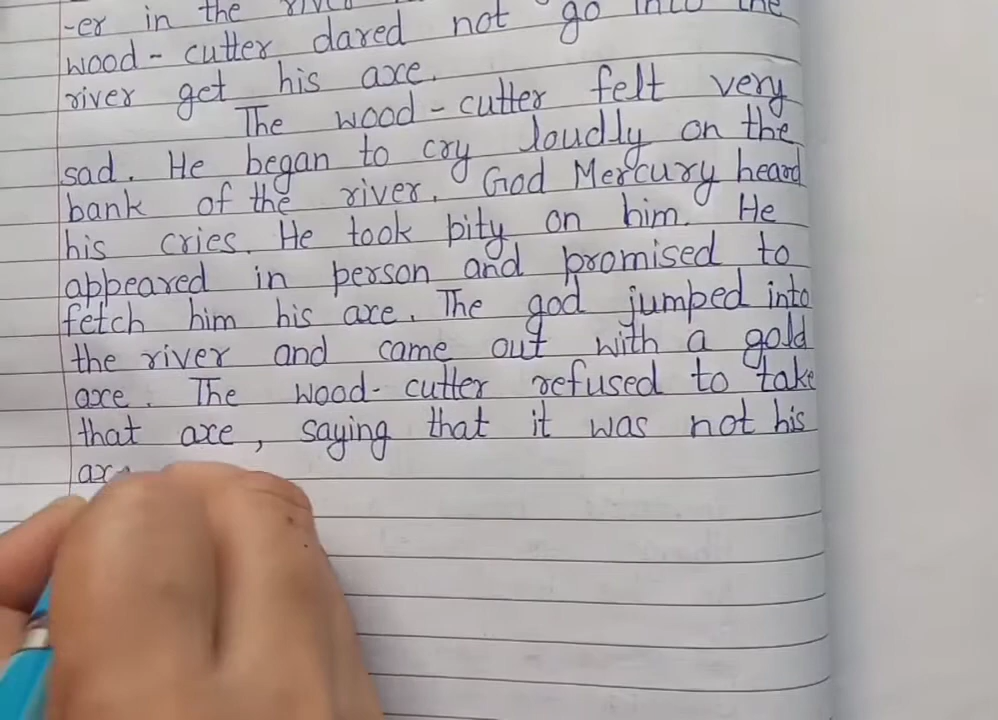 -er in the river
wood-cutter dared not go into the
river get his axe.
The wood-cutter felt very
sad. He began to cry loudly on the
bank of the river. God Mercury heard
his cries. He took pity on him. He
appeared in person and promised to
fetch him his axe. The god jumped into
the river and came out with a gold
axe. The wood-cutter refused to take
that axe, saying that it was not his
axe